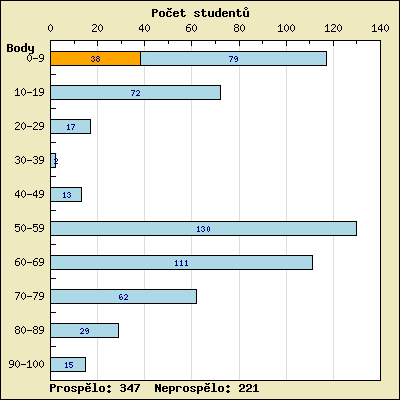 Počet studentů
0 20 40 60 80 100 120 140
Body
0-9 38 79
10-19 72
20-29 17
30-39 2
40-49 13
50-59 130
60-69 111
70-79 62
80-89 29
90-100 15
Prospělo: 347 Neprospělo: 221